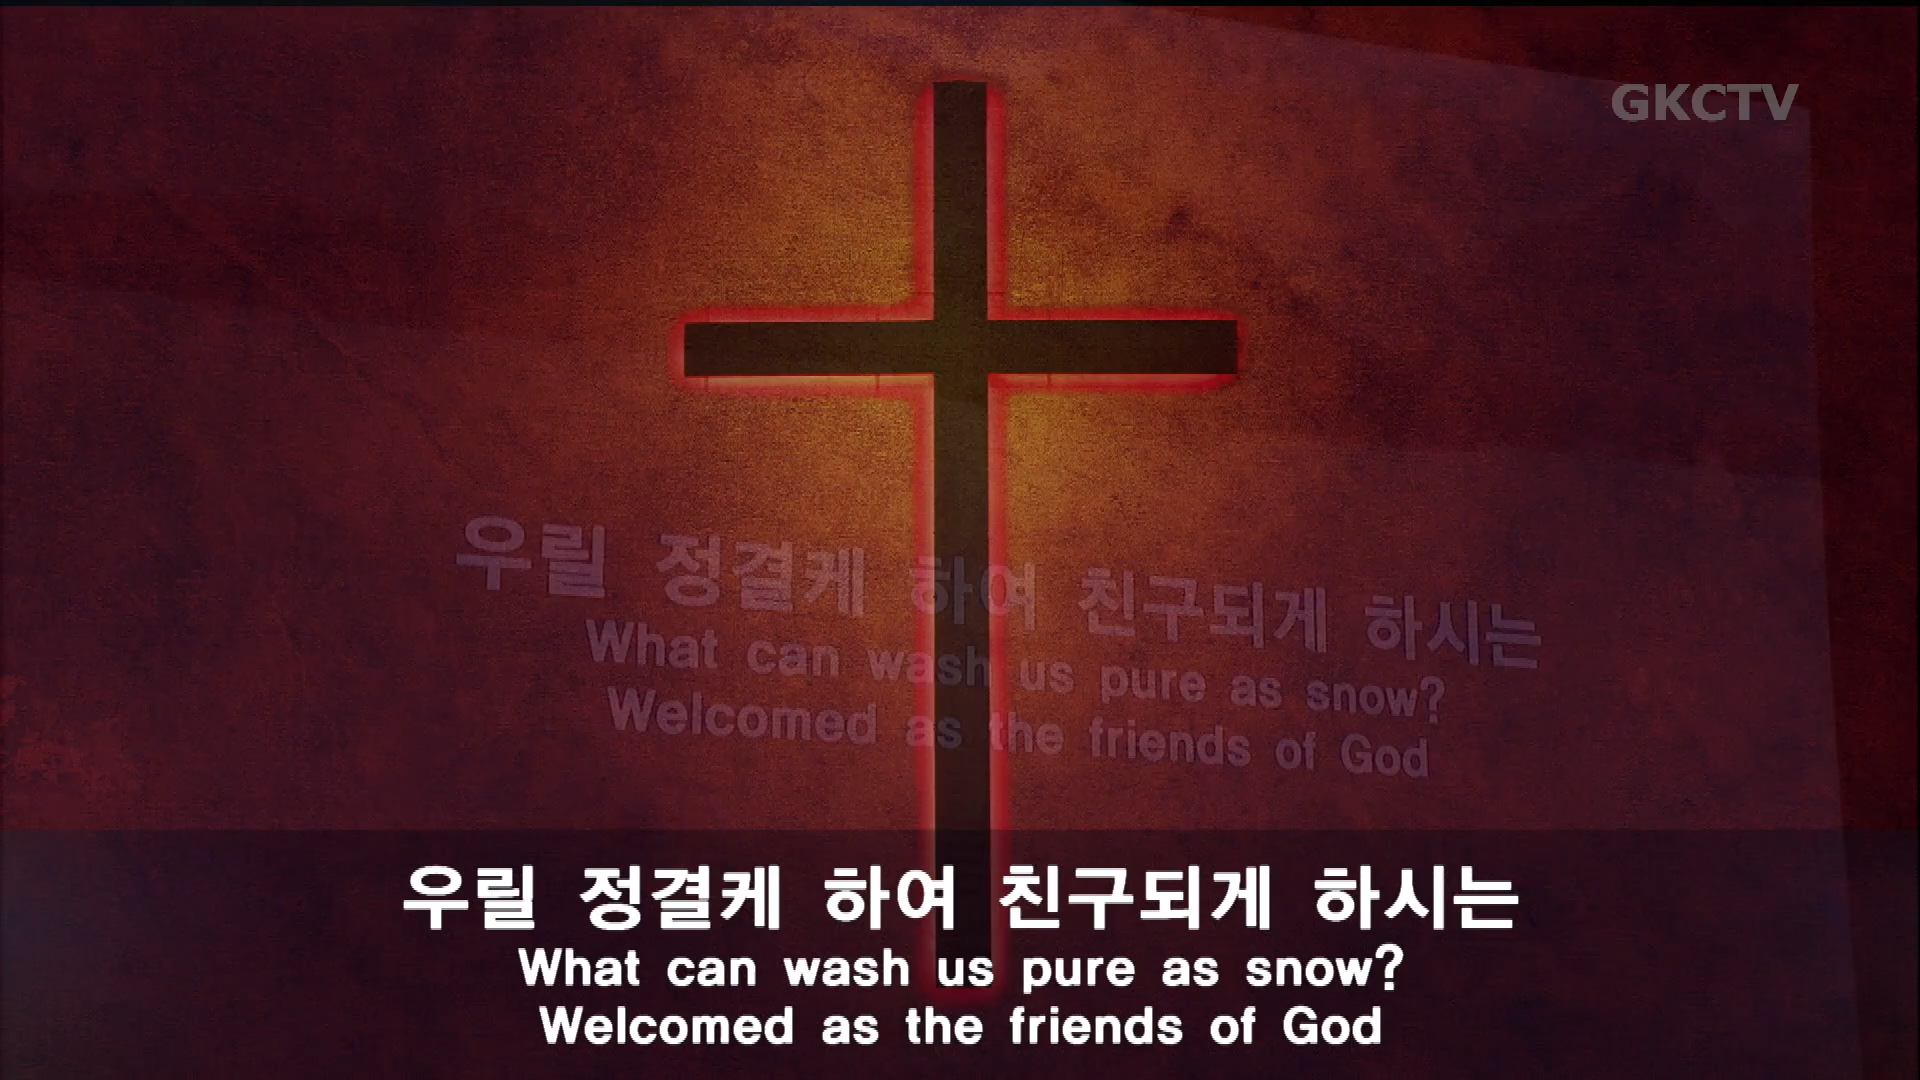 GKCTV
우릴 정결케 하여 친구되게 하시는
What can wash us pure as snow?
Welcomed as the friends of God
우릴 정결케 하여 친구되게 하시는
What can wash us pure as snow?
Welcomed as the friends of God